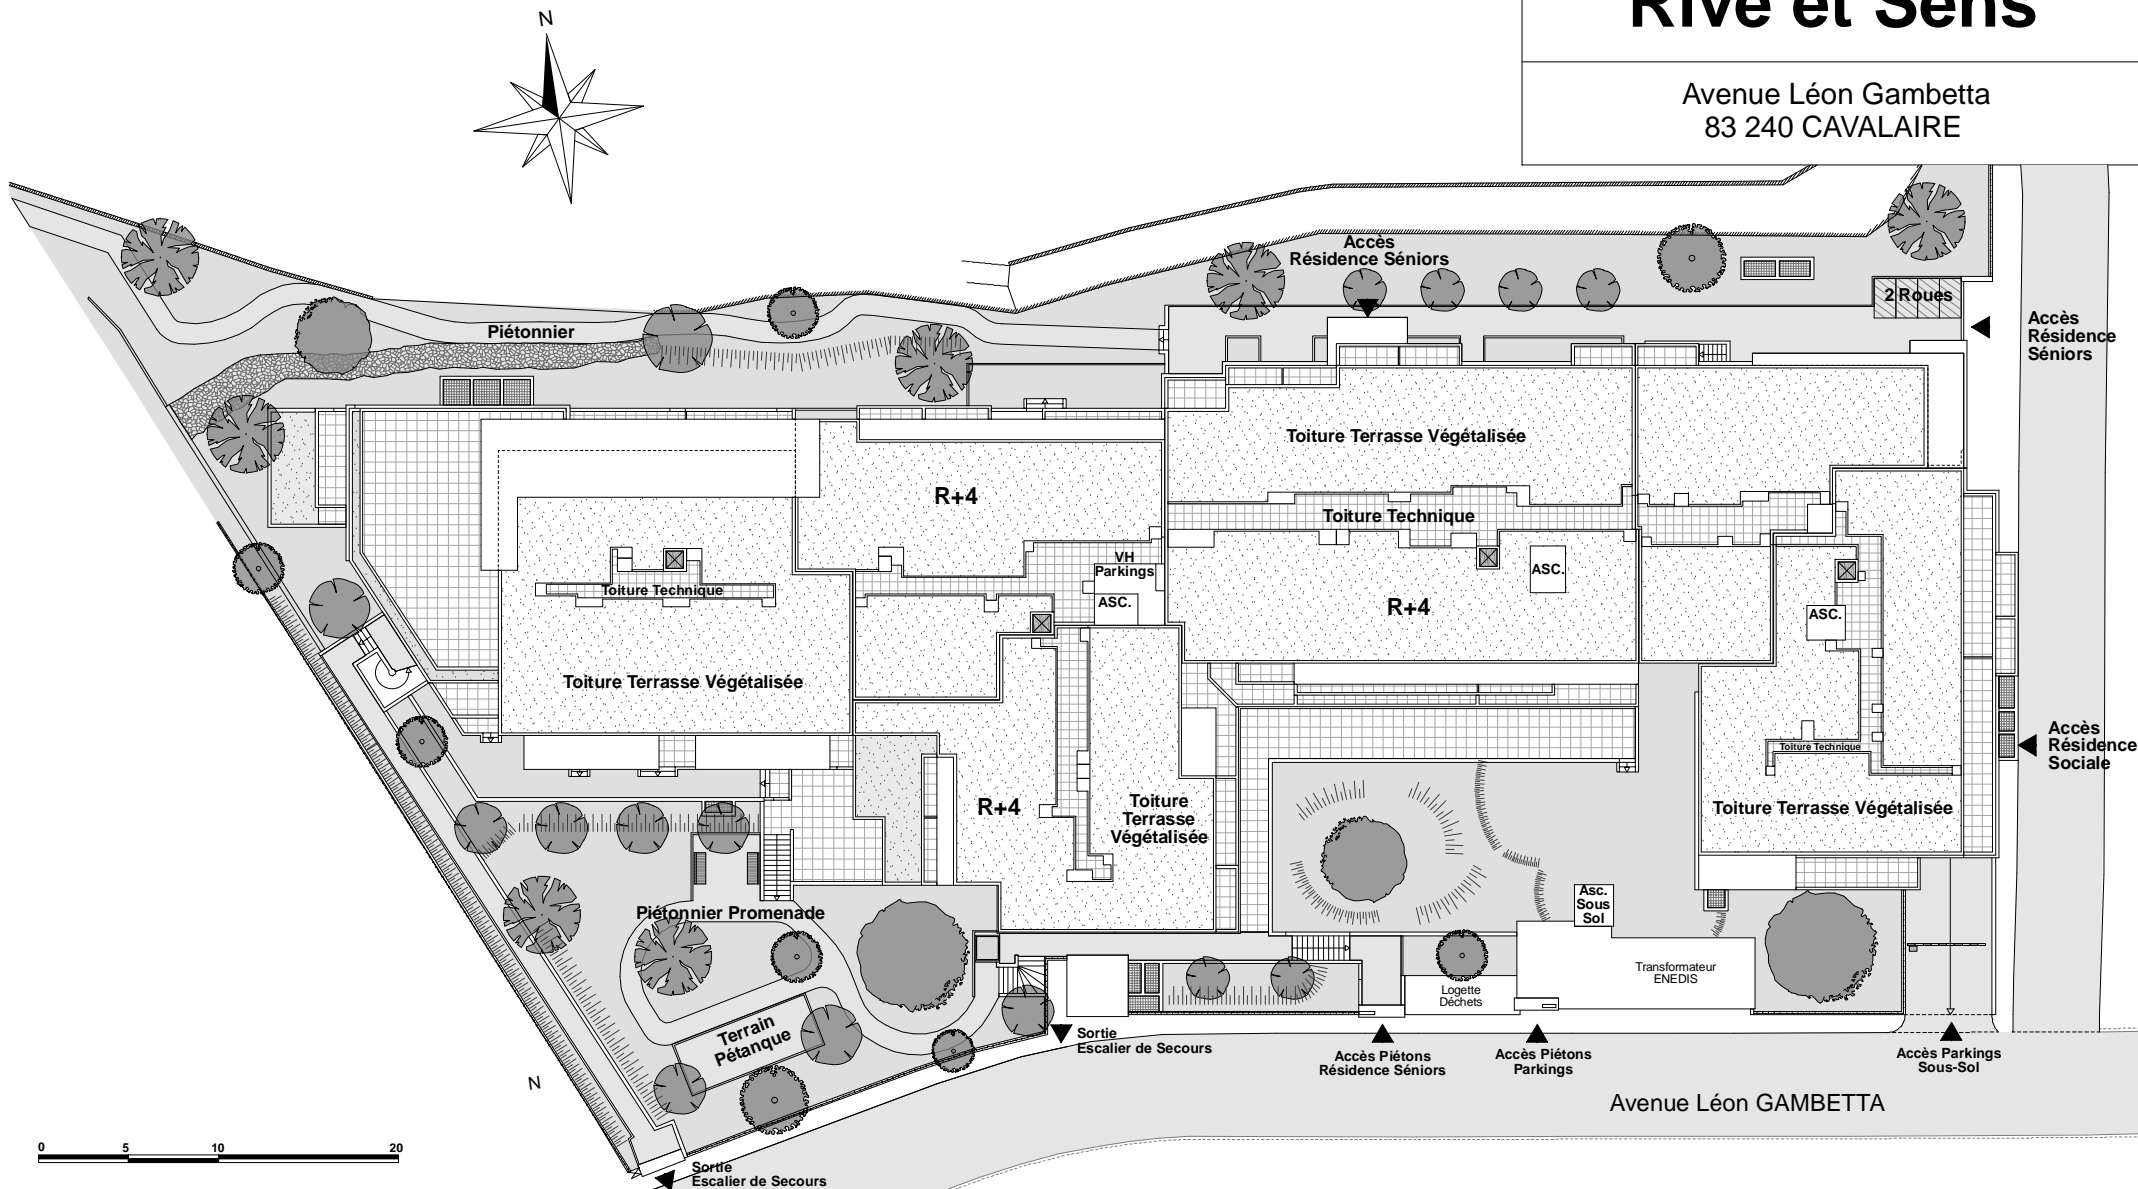 N
Rive et Sens
Avenue Léon Gambetta
83 240 CAVALAIRE
Accès
Résidence Séniors
2 Roues
Piétonnier
Accès
Résidence
Séniors
Toiture Terrasse Végétalisée
R+4
Toiture Technique
VH
Parkings
ASC.
ASC.
Toiture Technique
R+4
ASC.
Toiture Terrasse Végétalisée
Accès
Résidence
Sociale
Toiture Technique
R+4
Toiture
Terrasse
Végétalisée
Toiture Terrasse Végétalisée
Asc.
Sous
Sol
Piétonnier Promenade
Transformateur
ENEDIS
Logette
Déchets
Terrain
Pétanque
Sortie
Escalier de Secours
Accès Piétons
Résidence Séniors
Accès Piétons
Parkings
Accès Parkings
Sous-Sol
N
Avenue Léon GAMBETTA
0 5 10 20
Sortie
Escalier de Secours